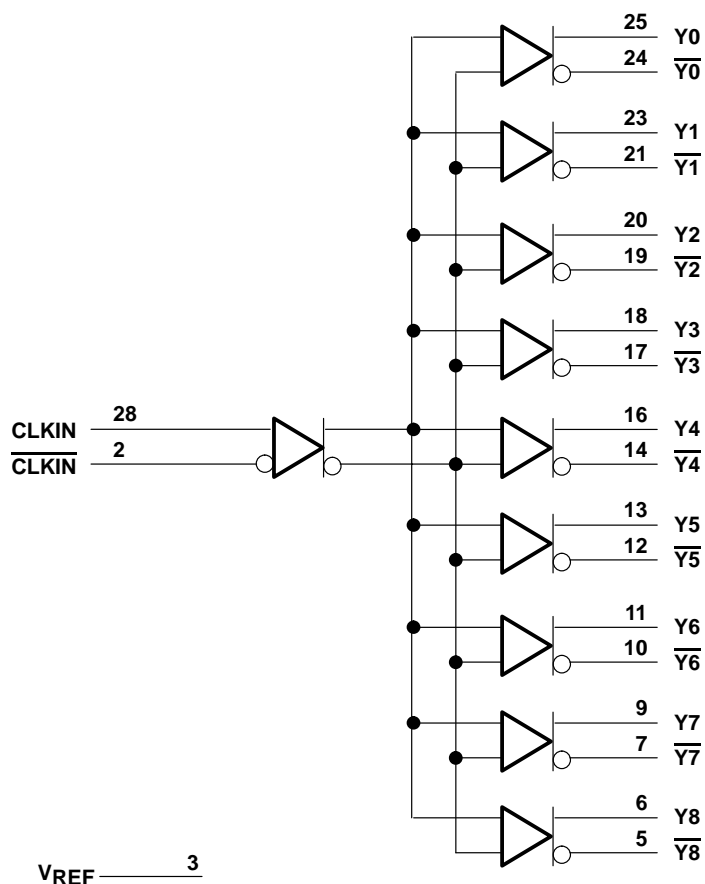 25 Y0
24 Y0
23 Y1
21 Y1
20 Y2
19 Y2
18 Y3
17 Y3
CLKIN 28
CLKIN 2
16 Y4
14 Y4
13 Y5
12 Y5
11 Y6
10 Y6
9 Y7
7 Y7
6 Y8
5 Y8
VREF 3